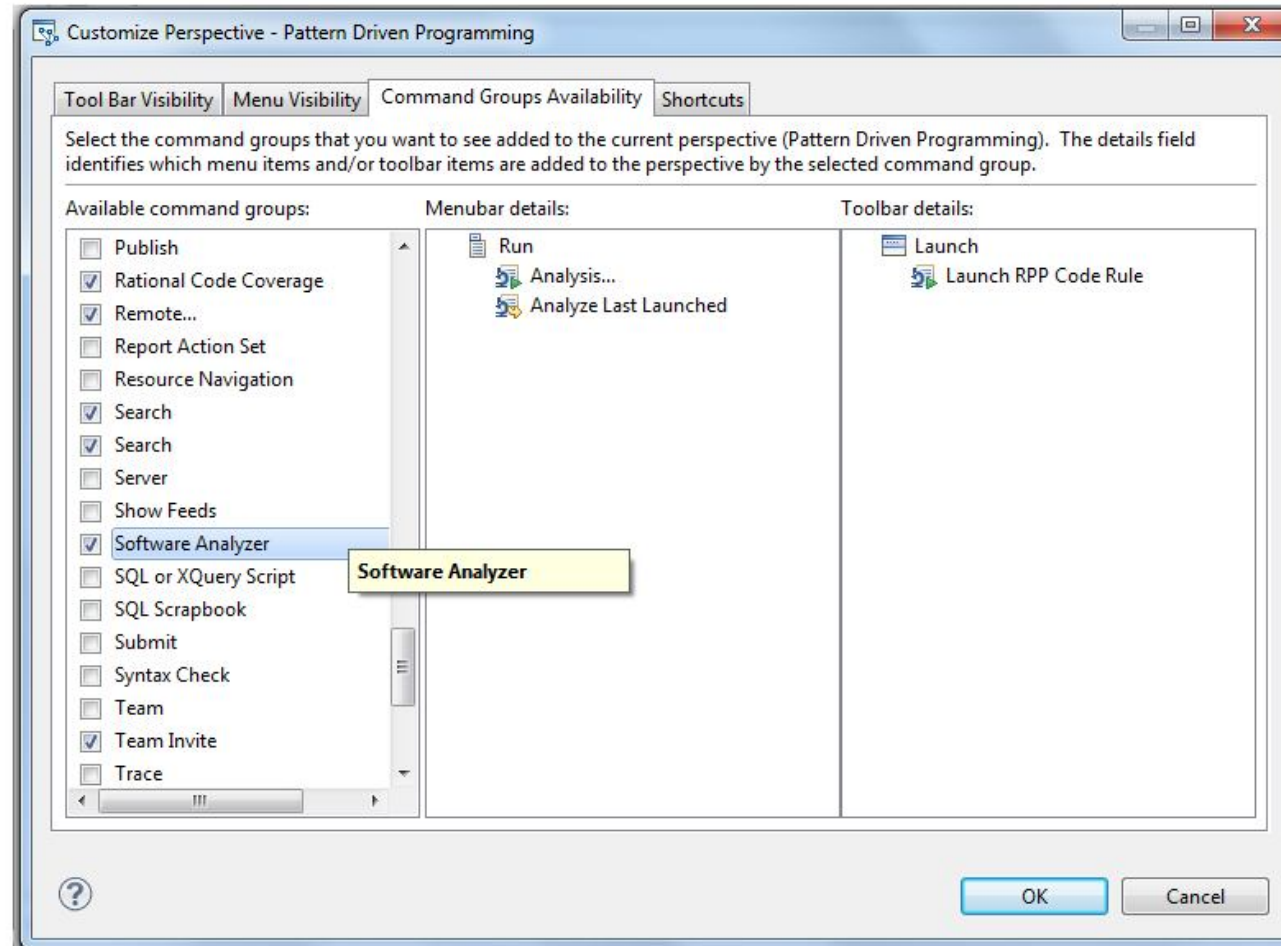 Customize Perspective - Pattern Driven Programming
Tool Bar Visibility
Menu Visibility
Command Groups Availability
Shortcuts
Select the command groups that you want to see added to the current perspective (Pattern Driven Programming). The details field
identifies which menu items and/or toolbar items are added to the perspective by the selected command group.
Available command groups:
Publish
Rational Code Coverage
Remote...
Report Action Set
Resource Navigation
Search
Search
Server
Show Feeds
Software Analyzer
Software Analyzer
SQL or XQuery Script
SQL Scrapbook
Submit
Syntax Check
Team
Team Invite
Trace
Menubar details:
Run
Analysis...
Analyze Last Launched
Toolbar details:
Launch
Launch RPP Code Rule
?
OK
Cancel